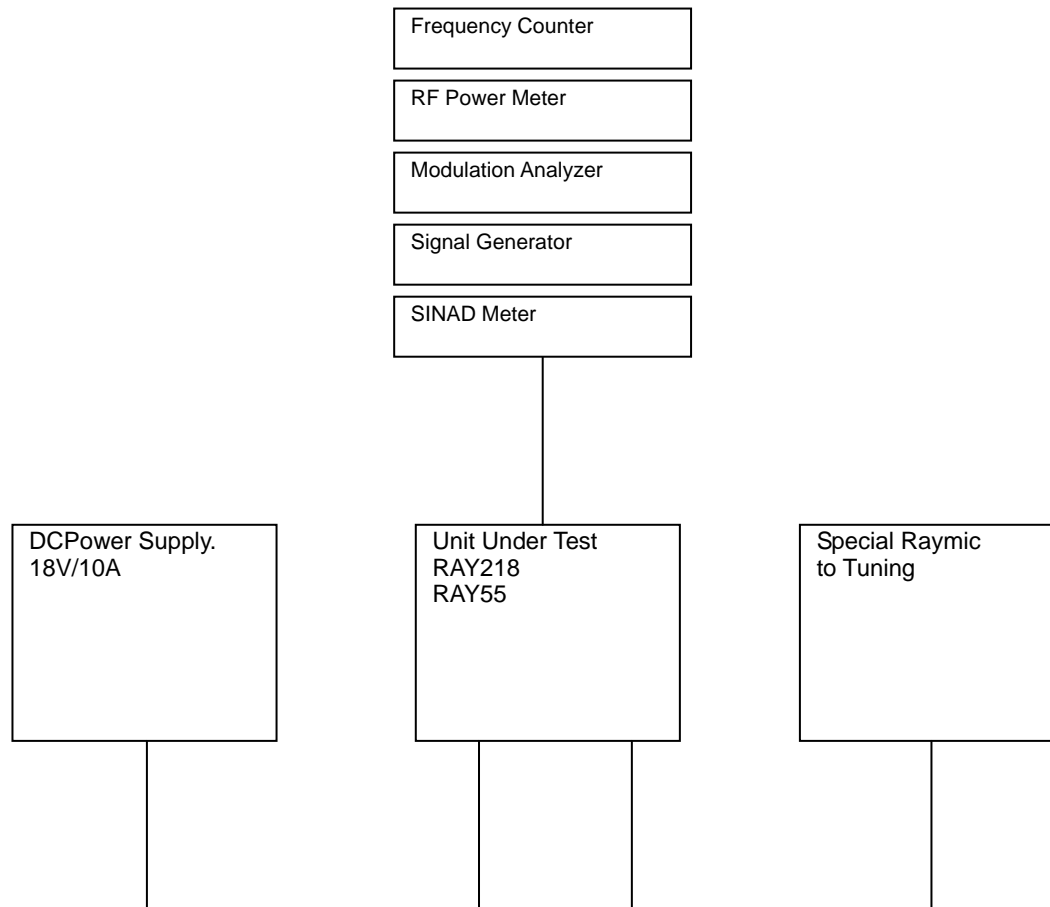 Frequency Counter
RF Power Meter
Modulation Analyzer
Signal Generator
SINAD Meter
DCPower Supply.
18V/10A
Unit Under Test
RAY218
RAY55
Special Raymic
to Tuning